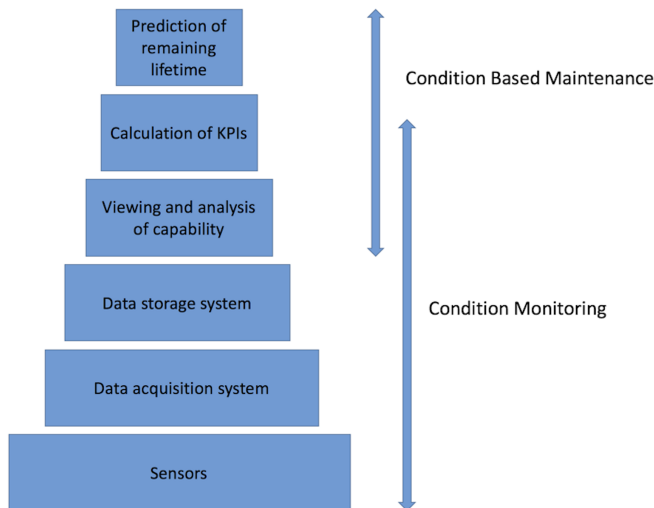 Prediction of
remaining
lifetime
Condition Based Maintenance
Calculation of KPIs
Viewing and analysis
of capability
Data storage system
Condition Monitoring
Data acquisition system
Sensors